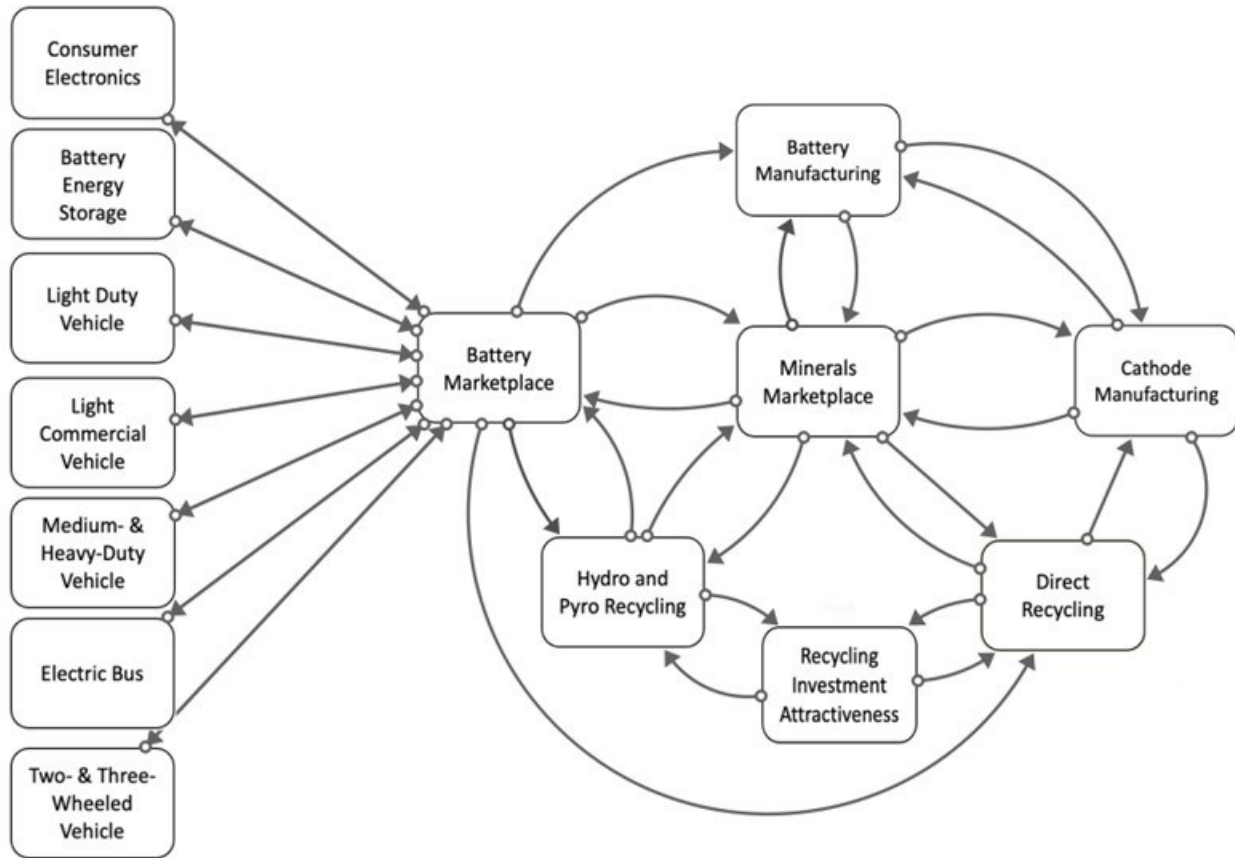 Consumer
Electronics
Battery
Energy
Storage
Light Duty
Vehicle
Light
Commercial
Vehicle
Medium- &
Heavy-Duty
Vehicle
Electric Bus
Two- & Three-
Wheeled
Vehicle
Battery
Marketplace
Battery
Manufacturing
Minerals
Marketplace
Cathode
Manufacturing
Hydro and
Pyro Recycling
Direct
Recycling
Recycling
Investment
Attractiveness